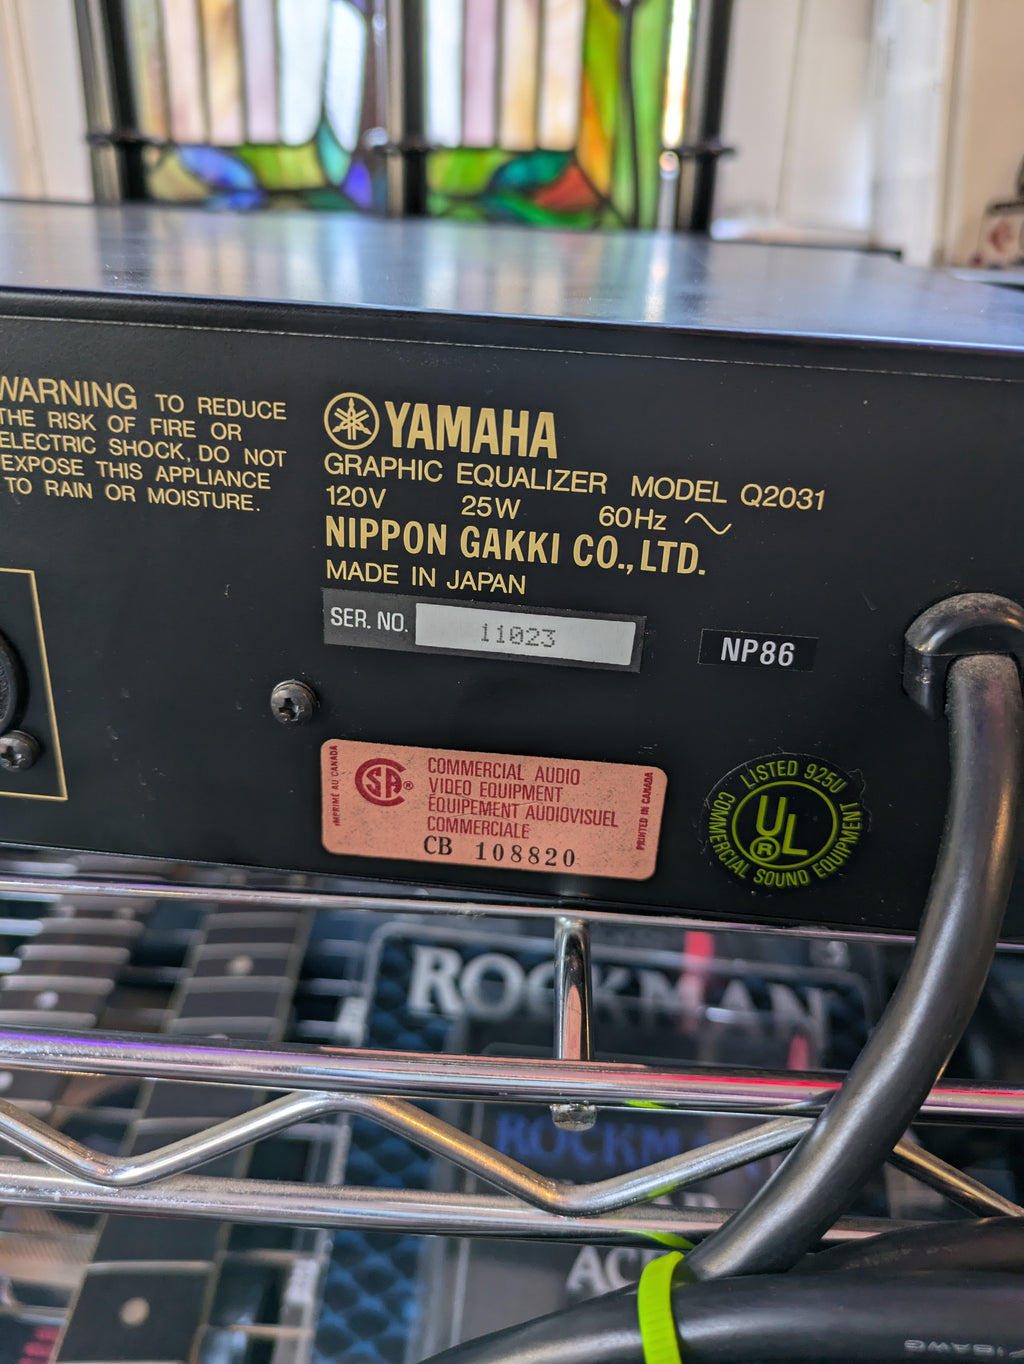 WARNING TO REDUCE
THE RISK OF FIRE OR
ELECTRIC SHOCK, DO NOT
EXPOSE THIS APPLIANCE
TO RAIN OR MOISTURE.
YAMAHA
GRAPHIC EQUALIZER MODEL Q2031
120V 25W 60Hz
NIPPON GAKKI CO., LTD.
MADE IN JAPAN
SER. NO. 11023
NP86
IMPRIMÉ AU CANADA
SA ®
COMMERCIAL AUDIO
VIDEO EQUIPMENT
ÉQUIPEMENT AUDIOVISUEL
COMMERCIALE
CB 108820
PRINTED IN CANADA
LISTED 925U
UL ®
COMMERCIAL SOUND EQUIPMENT
ROCKMAN
ROCKMAN